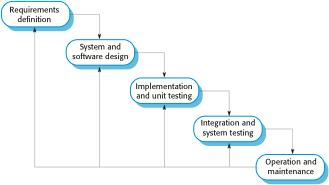 Requirements
definition
System and
software design
Implementation
and unit testing
Integration and
system testing
Operation and
maintenance